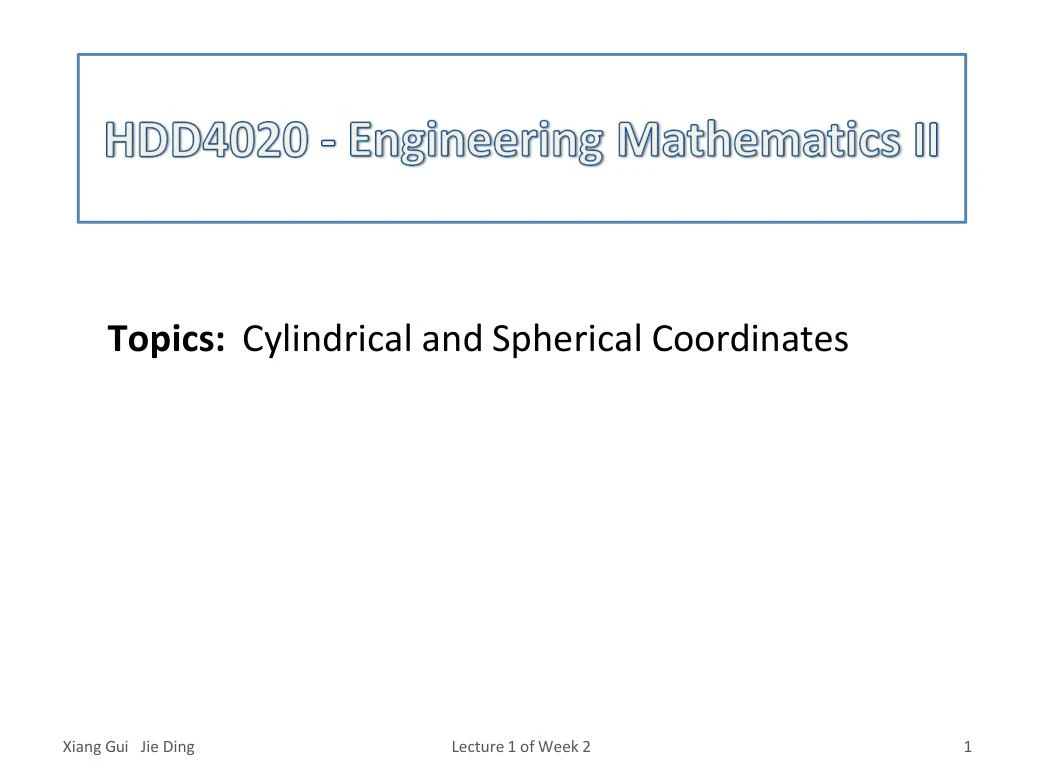 HDD4020 - Engineering Mathematics II
Topics: Cylindrical and Spherical Coordinates
Xiang Gui Jie Ding
Lecture 1 of Week 2
1